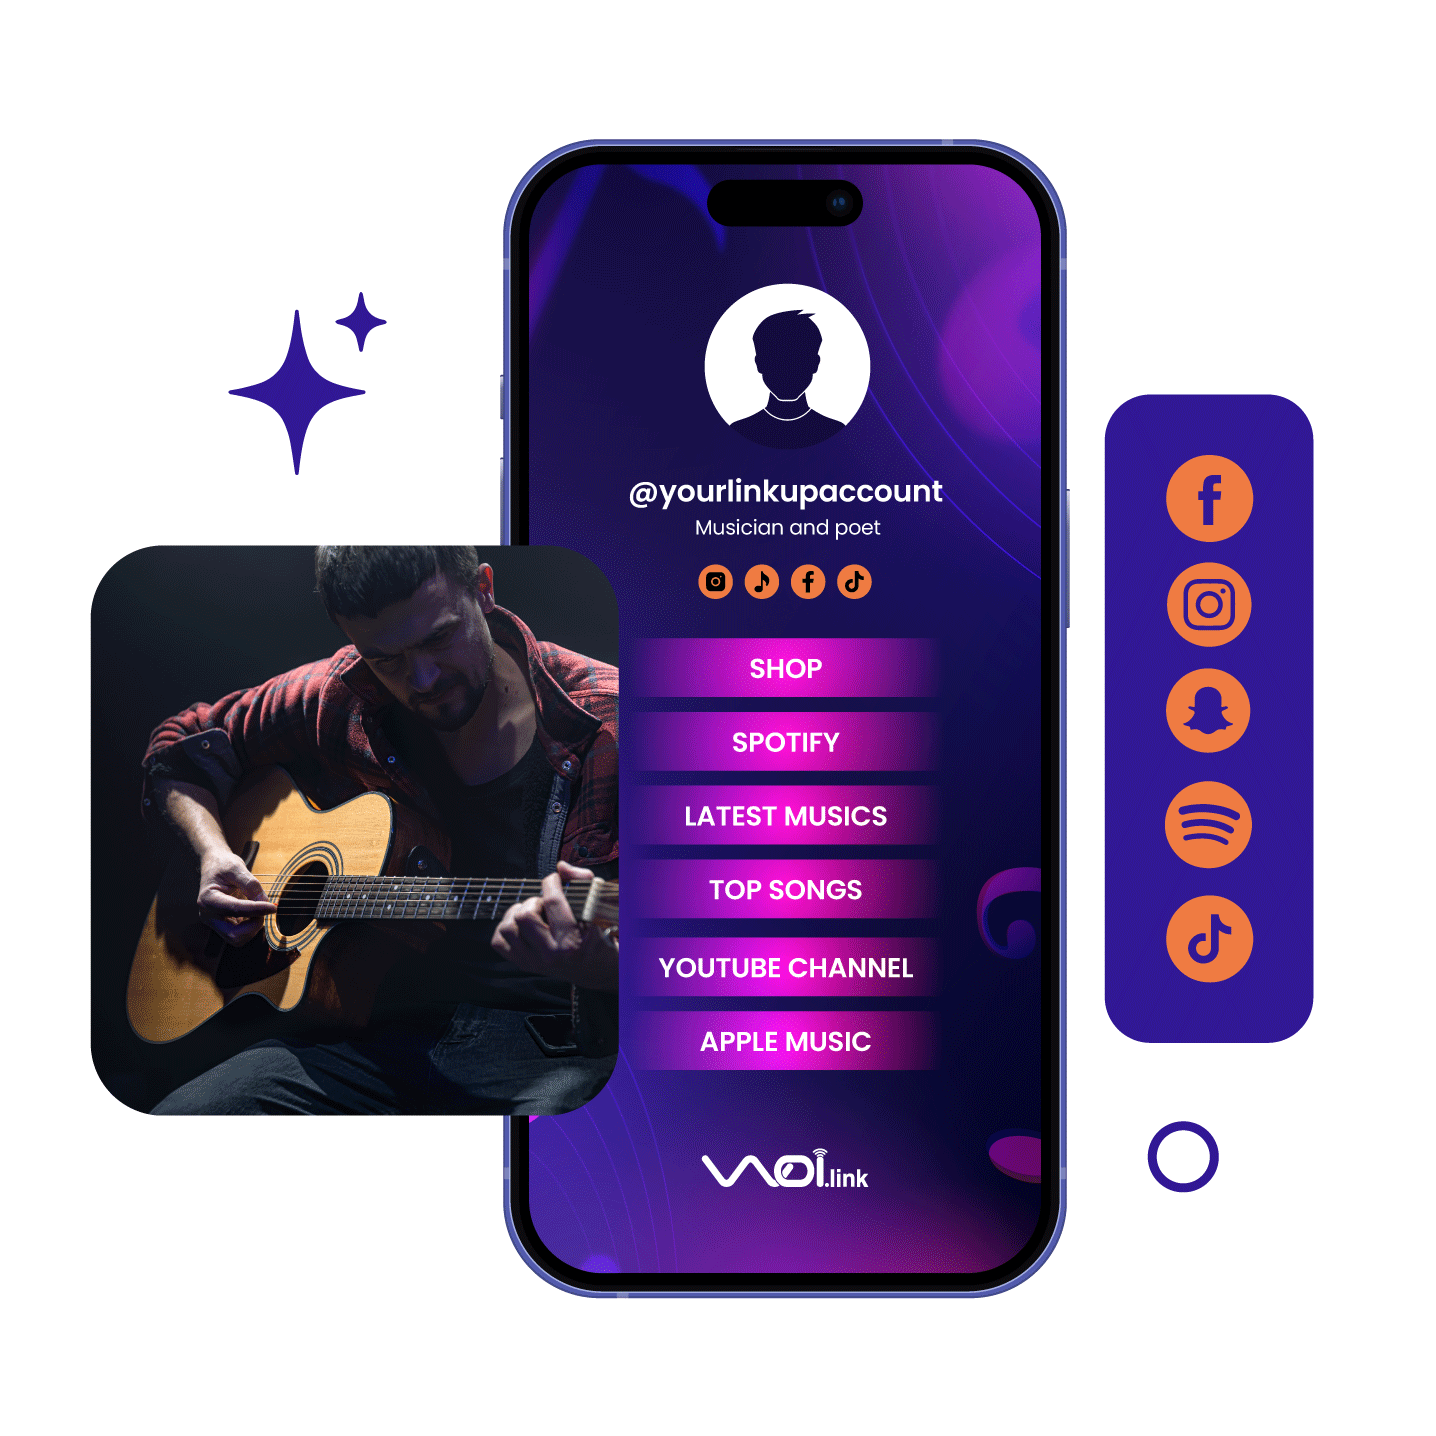 @yourlinkupaccount
Musician and poet
SHOP
SPOTIFY
LATEST MUSICS
TOP SONGS
YOUTUBE CHANNEL
APPLE MUSIC
.link